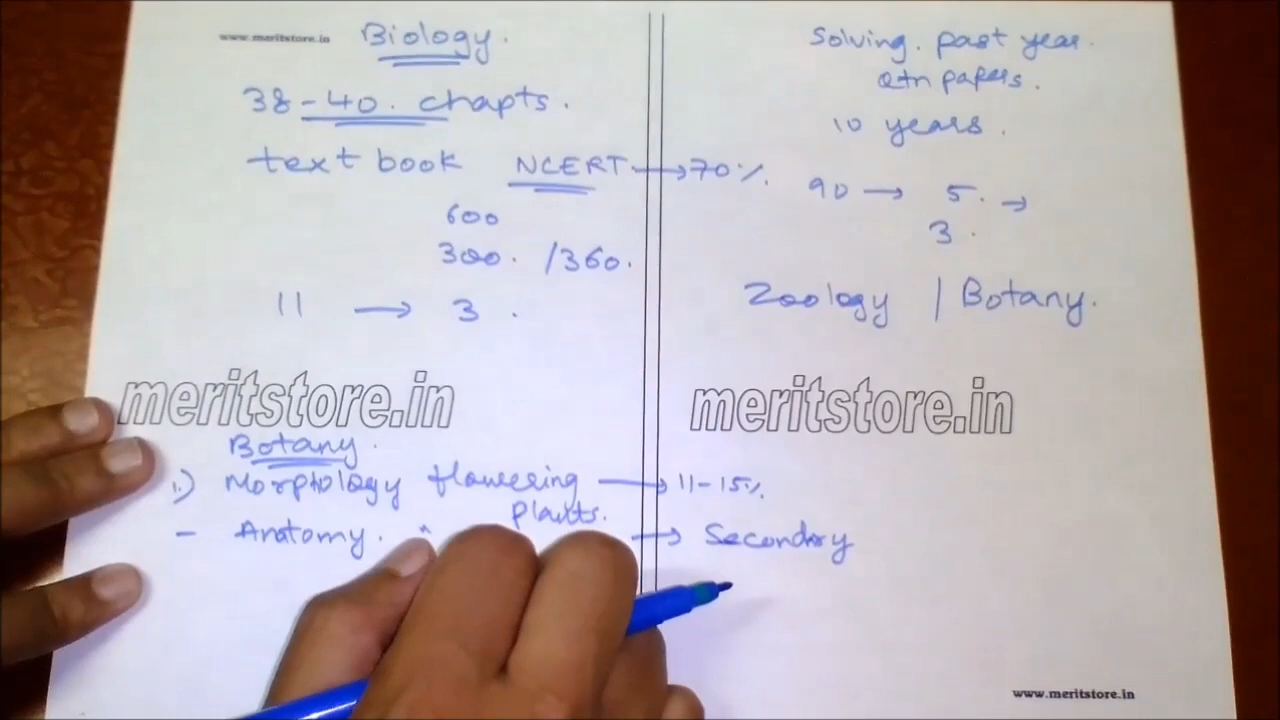 www.meritstore.in Biology.
38-40. chapts.
text book NCERT → 70%.
600
300. /360.
11 → 3.
Solving. past year.
Qtn papers.
10 years.
90 → 5. →
3.
Zoology | Botany.
meritstore.in meritstore.in
Botany.
1.) Morptology flowering → 11-15%.
plants.
- Anatomy. " → Secondry
www.meritstore.in